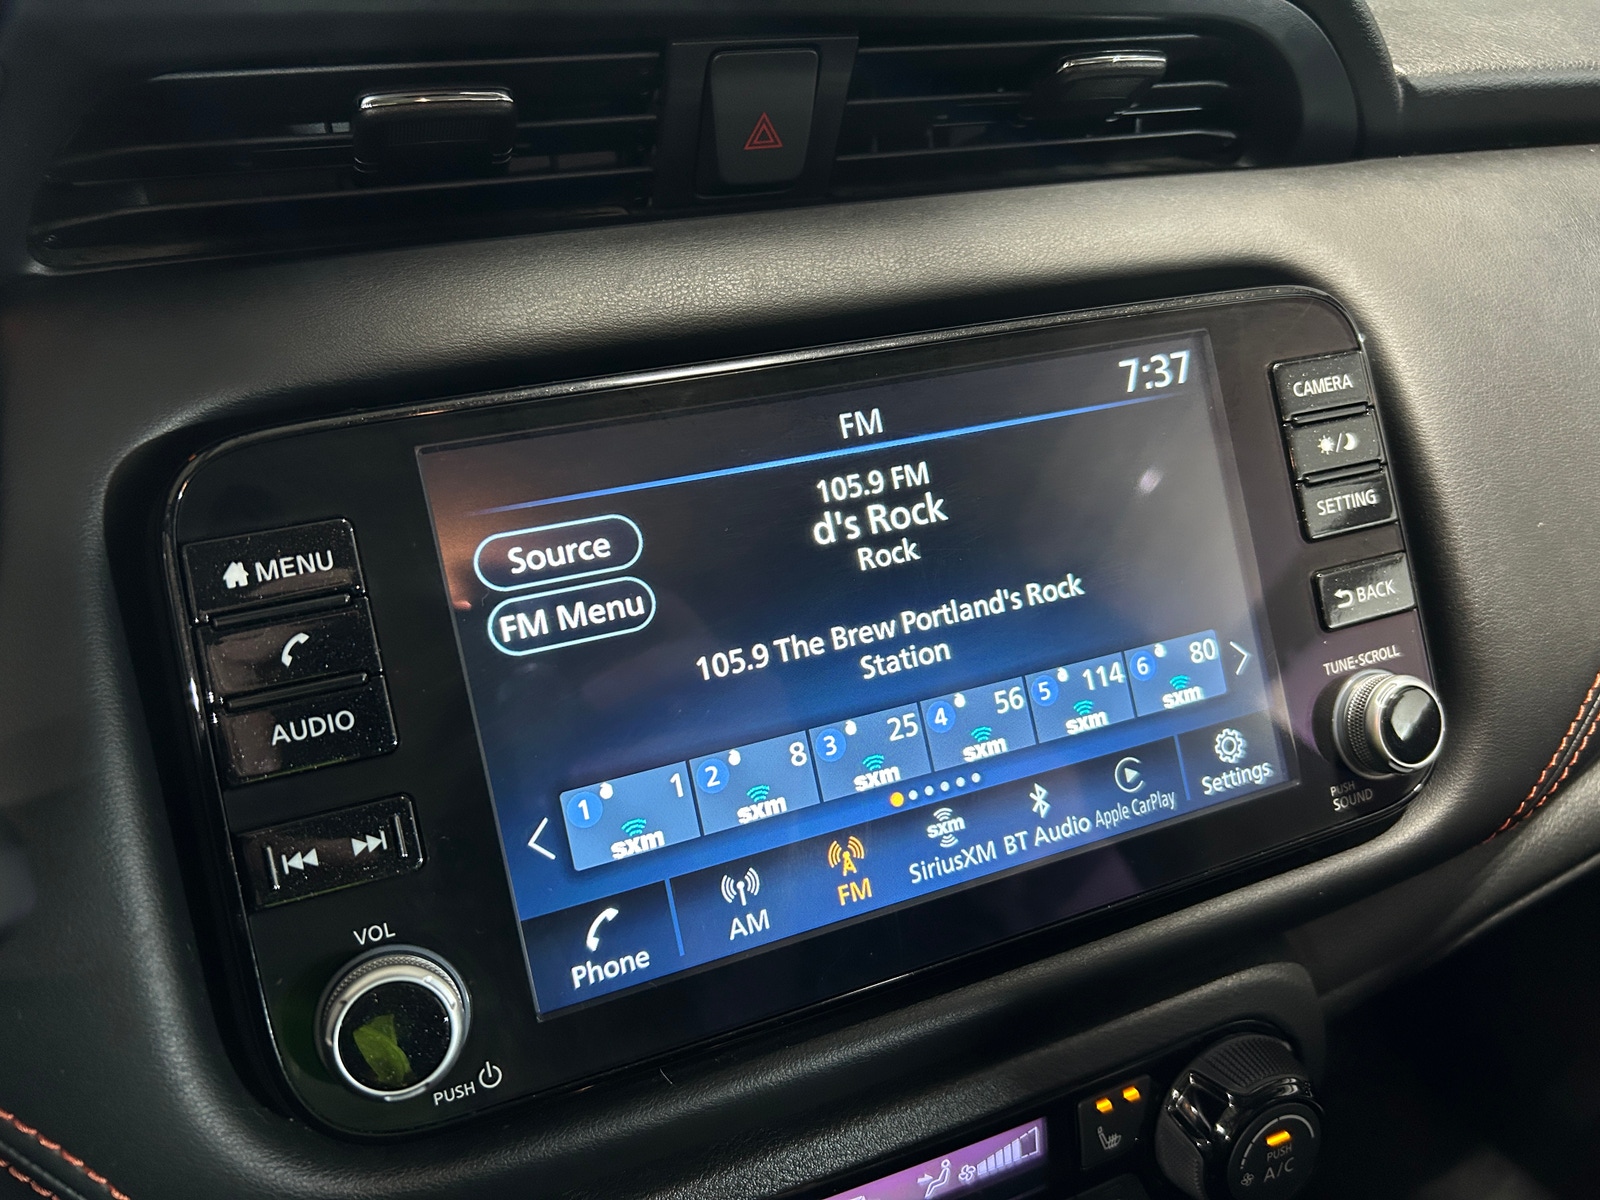 7:37
FM
105.9 FM
d's Rock
Rock
Source
FM Menu
105.9 The Brew Portland's Rock
Station
1 1 sxm
2 8 sxm
3 25 sxm
4 56 sxm
5 114 sxm
6 80 sxm
Phone
AM
FM
sxm
SiriusXM
BT Audio
Apple CarPlay
Settings
MENU
AUDIO
VOL
PUSH
CAMERA
SETTING
BACK
TUNE·SCROLL
PUSH
SOUND
PUSH
A/C